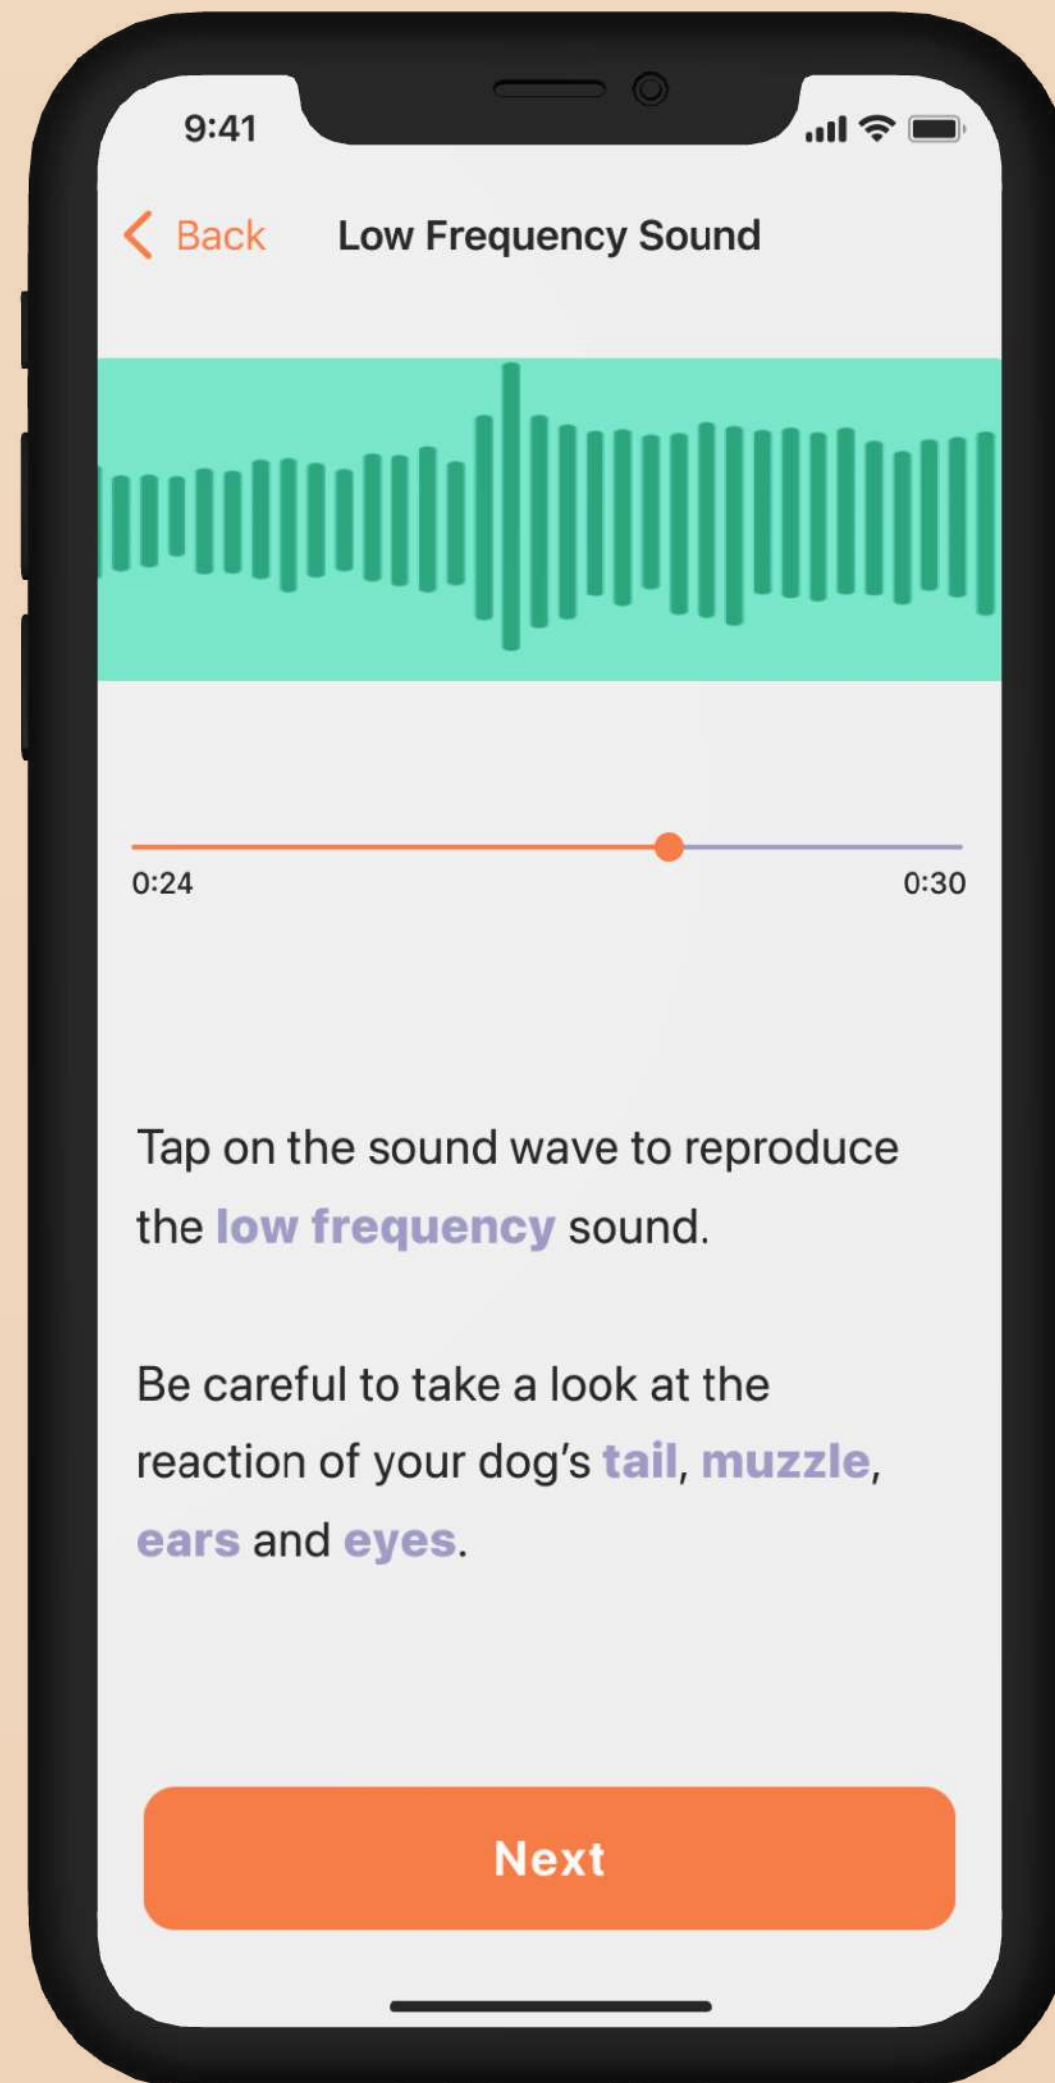 9:41
Back
Low Frequency Sound
0:24
0:30
Tap on the sound wave to reproduce
the low frequency sound.
Be careful to take a look at the
reaction of your dog’s tail, muzzle,
ears and eyes.
Next